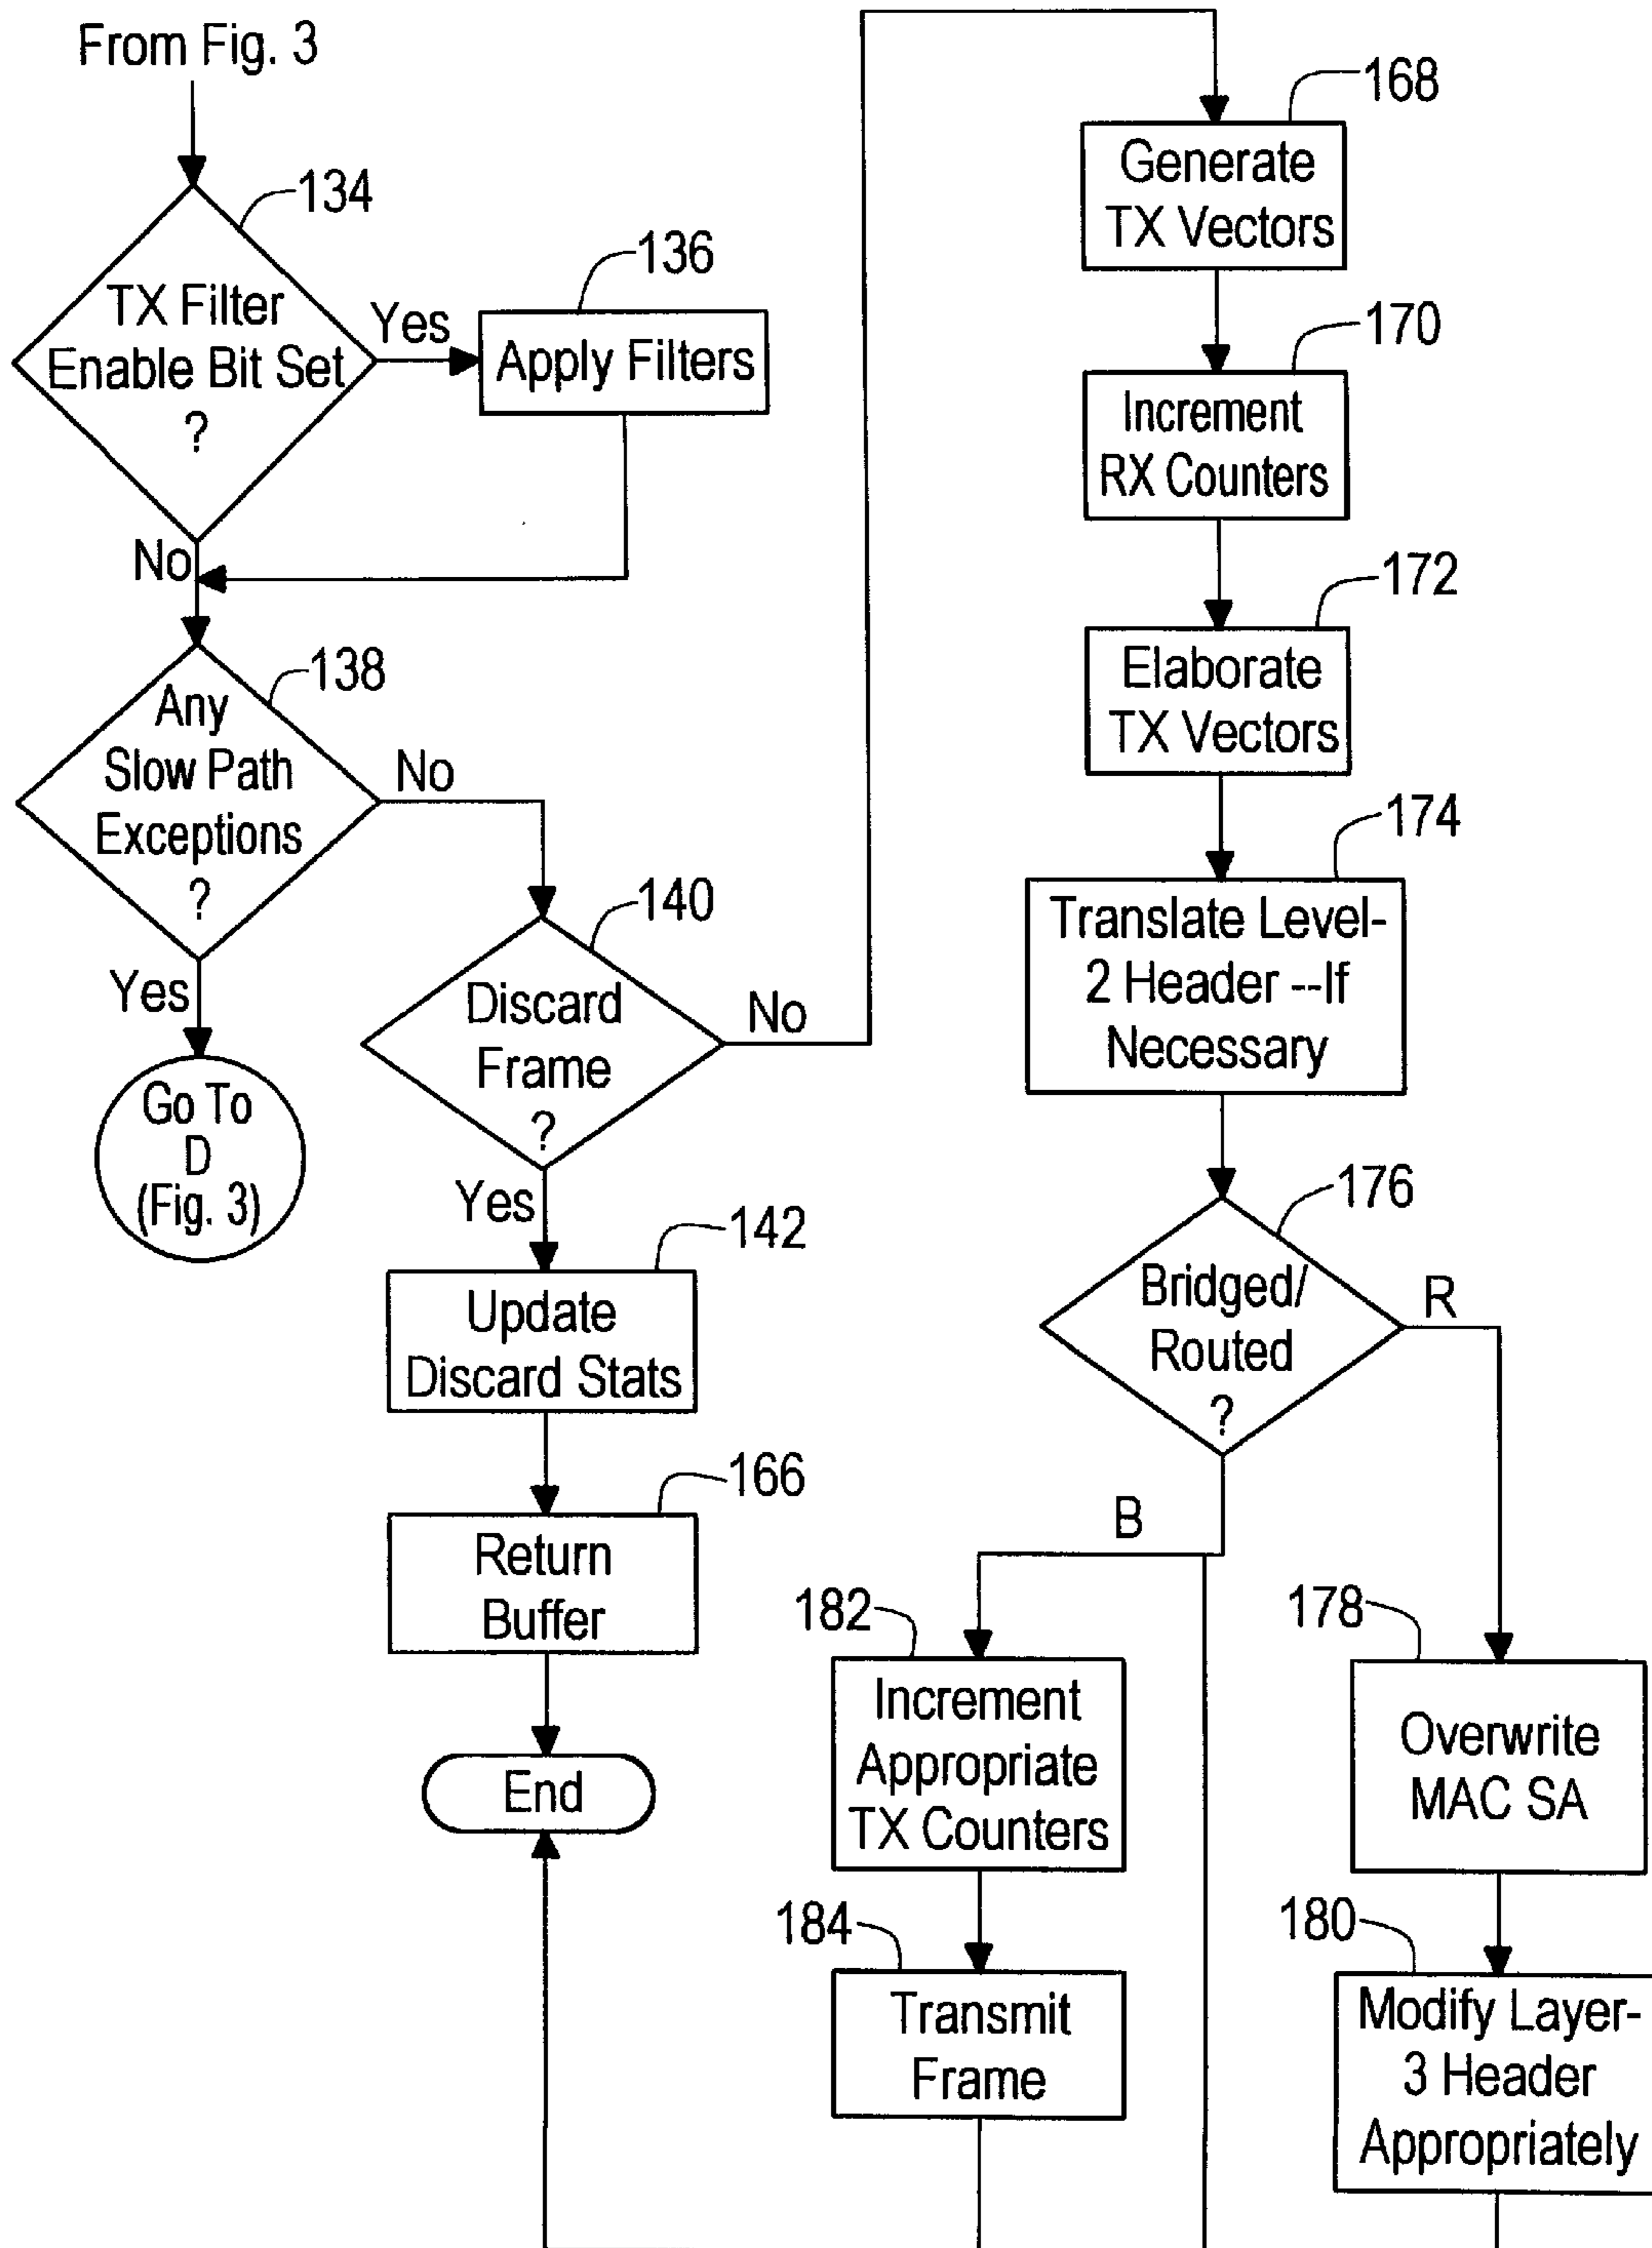 From Fig. 3
134
TX Filter
Enable Bit Set
?
Yes
136
Apply Filters
No
138
Any
Slow Path
Exceptions
?
No
Yes
Go To
D
(Fig. 3)
140
Discard
Frame
?
No
Yes
142
Update
Discard Stats
166
Return
Buffer
End
168
Generate
TX Vectors
170
Increment
RX Counters
172
Elaborate
TX Vectors
174
Translate Level-
2 Header --If
Necessary
176
Bridged/
Routed
?
R
B
182
Increment
Appropriate
TX Counters
184
Transmit
Frame
178
Overwrite
MAC SA
180
Modify Layer-
3 Header
Appropriately